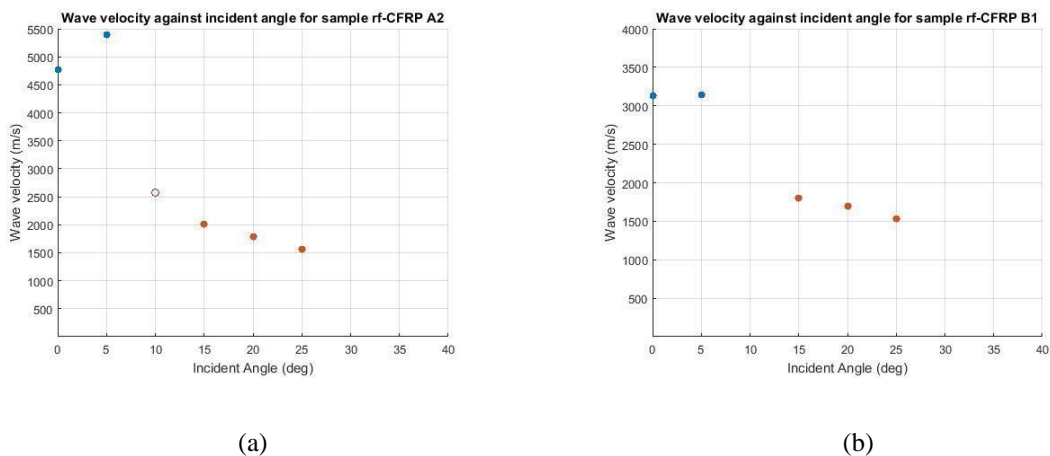 Wave velocity against incident angle for sample rf-CFRP A2
5500
5000
4500
4000
3500
3000
2500
2000
1500
1000
500
0 5 10 15 20 25 30 35 40
Wave velocity (m/s)
Incident Angle (deg)
(a)
Wave velocity against incident angle for sample rf-CFRP B1
4000
3500
3000
2500
2000
1500
1000
500
0 5 10 15 20 25 30 35 40
Wave velocity (m/s)
Incident Angle (deg)
(b)